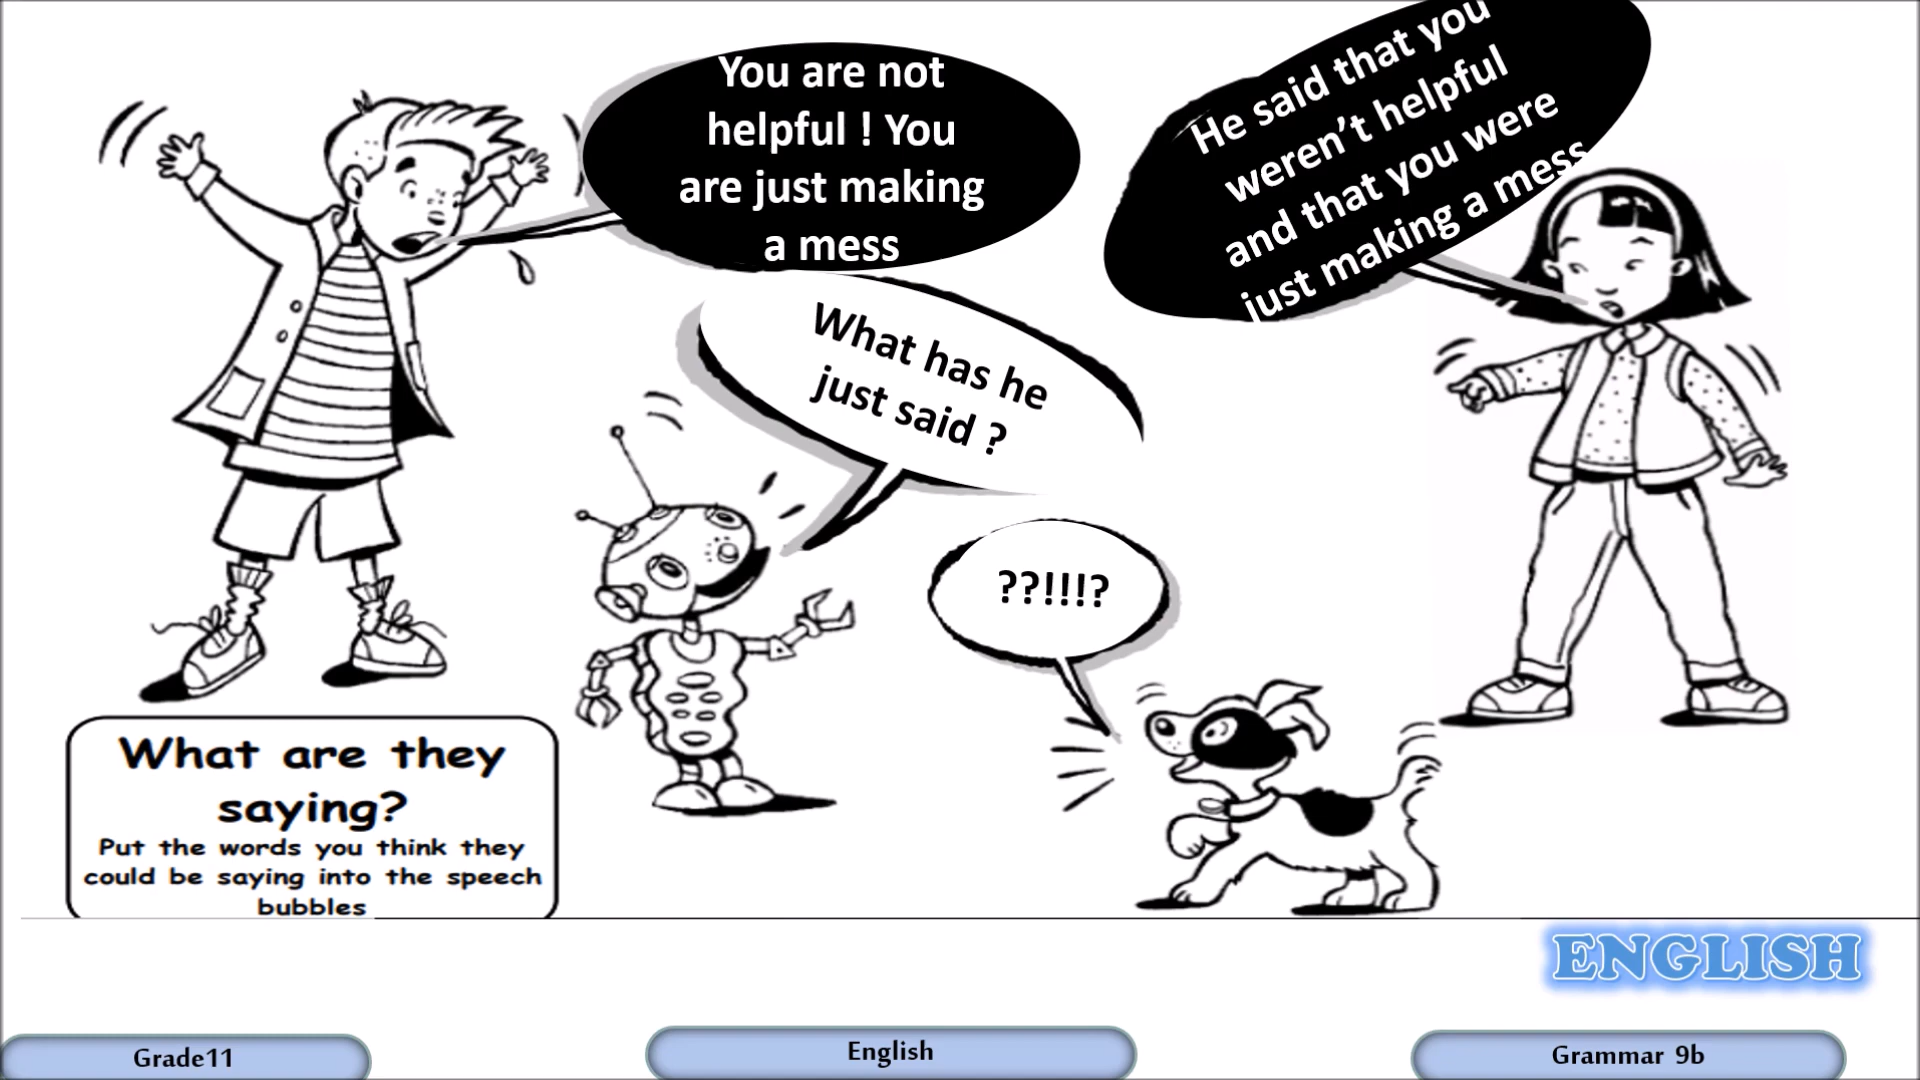 You are not
helpful ! You
are just making
a mess
He said that you
weren't helpful
and that you were
just making a mess
What has he
just said ?
??!!!?
What are they
saying?
Put the words you think they
could be saying into the speech
bubbles
ENGLISH
Grade11
English
Grammar 9b